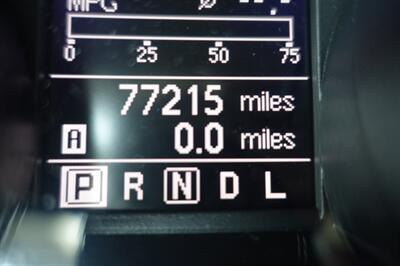 MPG Ø --.-
0 25 50 75
77215 miles
A 0.0 miles
P R N D L